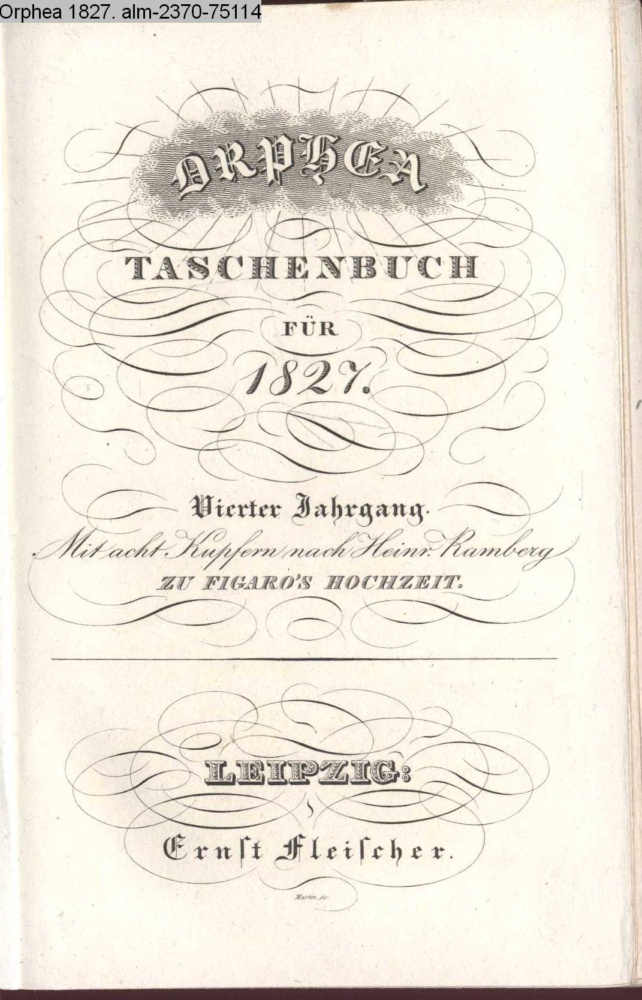 Orphea 1827. alm-2370-75114
ORPHEA
TASCHENBUCH
FÜR
1827.
Vierter Jahrgang.
Mit acht Kupfern nach Heinr. Ramberg
ZU FIGARO'S HOCHZEIT.
LEIPZIG:
Ernſt Fleiſcher.